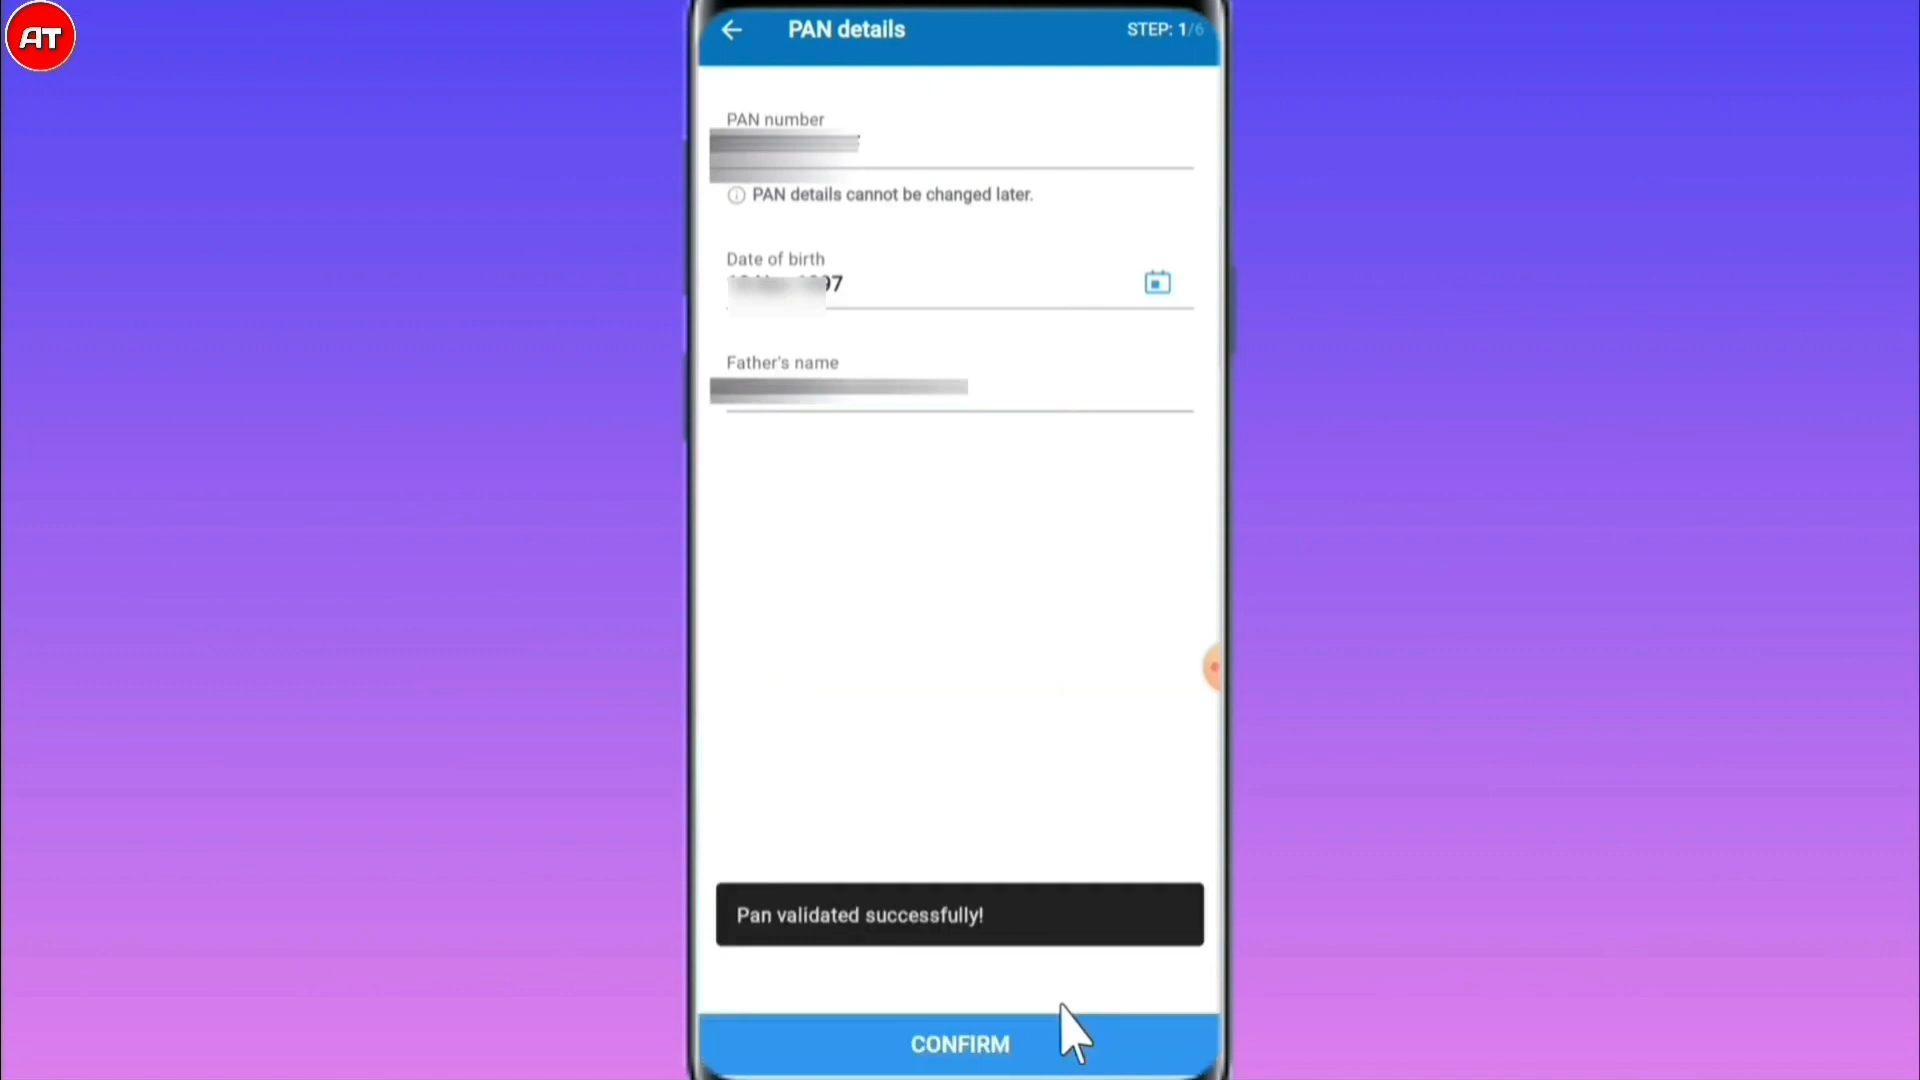 AT
PAN details
STEP: 1/6
PAN number
PAN details cannot be changed later.
Date of birth
97
Father's name
Pan validated successfully!
CONFIRM